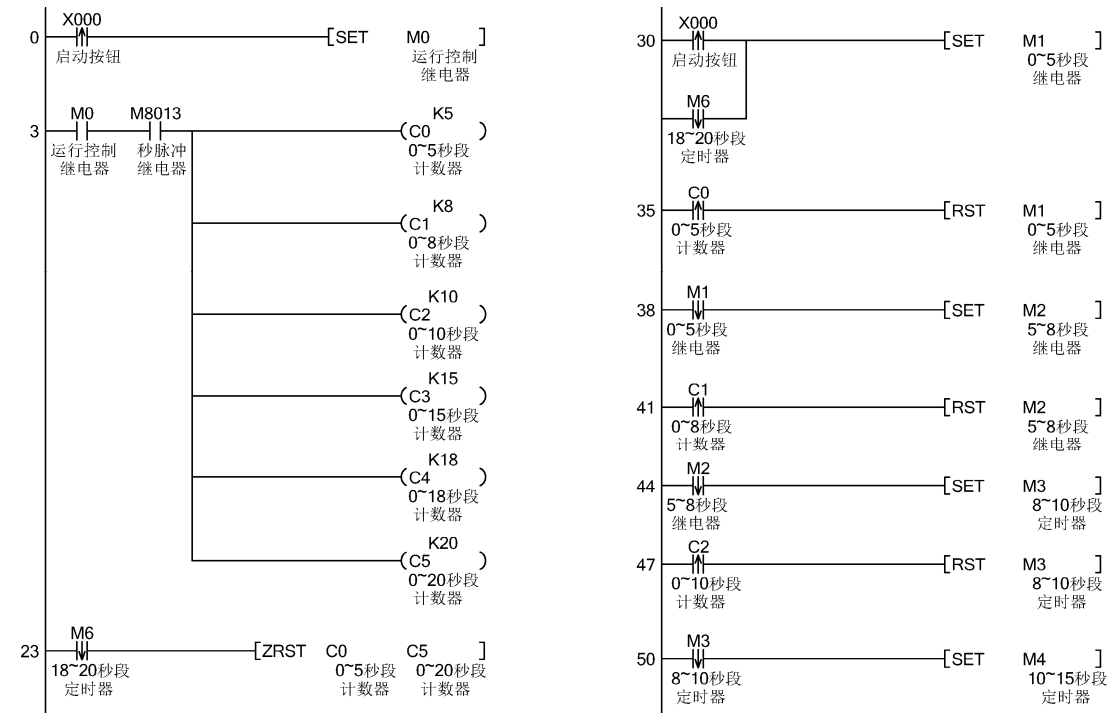 X000
0 [SET M0 ]
启动按钮 运行控制
继电器
M0 M8013 K5
3 (C0 )
运行控制 秒脉冲 0~5秒段
继电器 继电器 计数器
K8
(C1 )
0~8秒段
计数器
K10
(C2 )
0~10秒段
计数器
K15
(C3 )
0~15秒段
计数器
K18
(C4 )
0~18秒段
计数器
K20
(C5 )
0~20秒段
计数器
M6
23 [ZRST C0 C5 ]
18~20秒段 0~5秒段 0~20秒段
定时器 计数器 计数器
X000
30 [SET M1 ]
启动按钮 0~5秒段
继电器
M6
18~20秒段
定时器
C0
35 [RST M1 ]
0~5秒段 0~5秒段
计数器 继电器
M1
38 [SET M2 ]
0~5秒段 5~8秒段
继电器 继电器
C1
41 [RST M2 ]
0~8秒段 5~8秒段
计数器 继电器
M2
44 [SET M3 ]
5~8秒段 8~10秒段
继电器 定时器
C2
47 [RST M3 ]
0~10秒段 8~10秒段
计数器 定时器
M3
50 [SET M4 ]
8~10秒段 10~15秒段
定时器 定时器